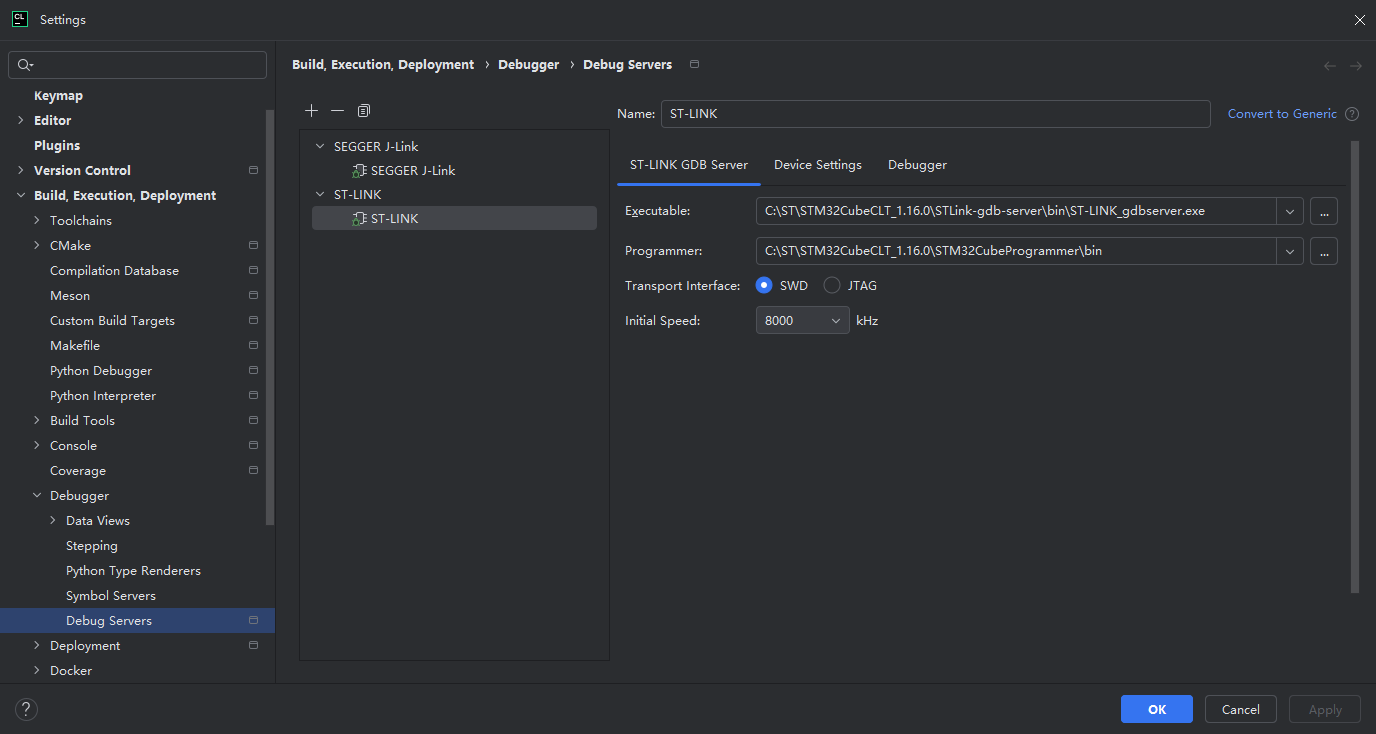 CL Settings
Keymap
Editor
Plugins
Version Control
Build, Execution, Deployment
Toolchains
CMake
Compilation Database
Meson
Custom Build Targets
Makefile
Python Debugger
Python Interpreter
Build Tools
Console
Coverage
Debugger
Data Views
Stepping
Python Type Renderers
Symbol Servers
Debug Servers
Deployment
Docker
Build, Execution, Deployment › Debugger › Debug Servers
SEGGER J-Link
SEGGER J-Link
ST-LINK
ST-LINK
Name: ST-LINK Convert to Generic ?
ST-LINK GDB Server Device Settings Debugger
Executable: C:\ST\STM32CubeCLT_1.16.0\STLink-gdb-server\bin\ST-LINK_gdbserver.exe ...
Programmer: C:\ST\STM32CubeCLT_1.16.0\STM32CubeProgrammer\bin ...
Transport Interface: SWD JTAG
Initial Speed: 8000 kHz
? OK Cancel Apply